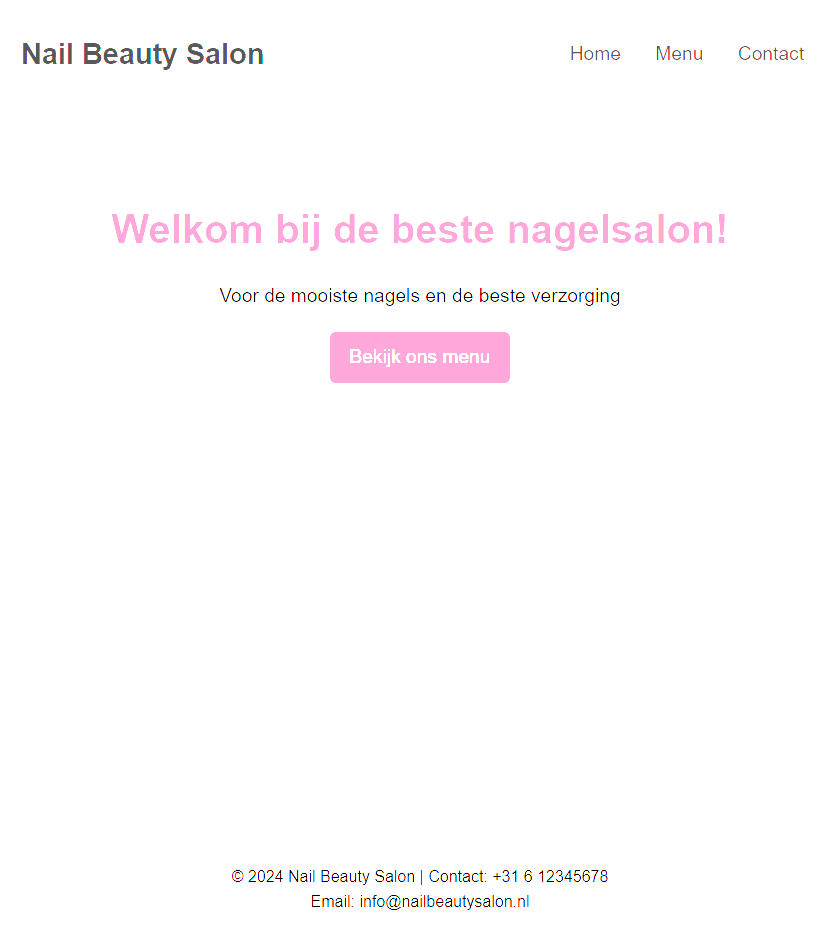 Nail Beauty Salon
Home Menu Contact
Welkom bij de beste nagelsalon!
Voor de mooiste nagels en de beste verzorging
Bekijk ons menu
© 2024 Nail Beauty Salon | Contact: +31 6 12345678
Email: info@nailbeautysalon.nl